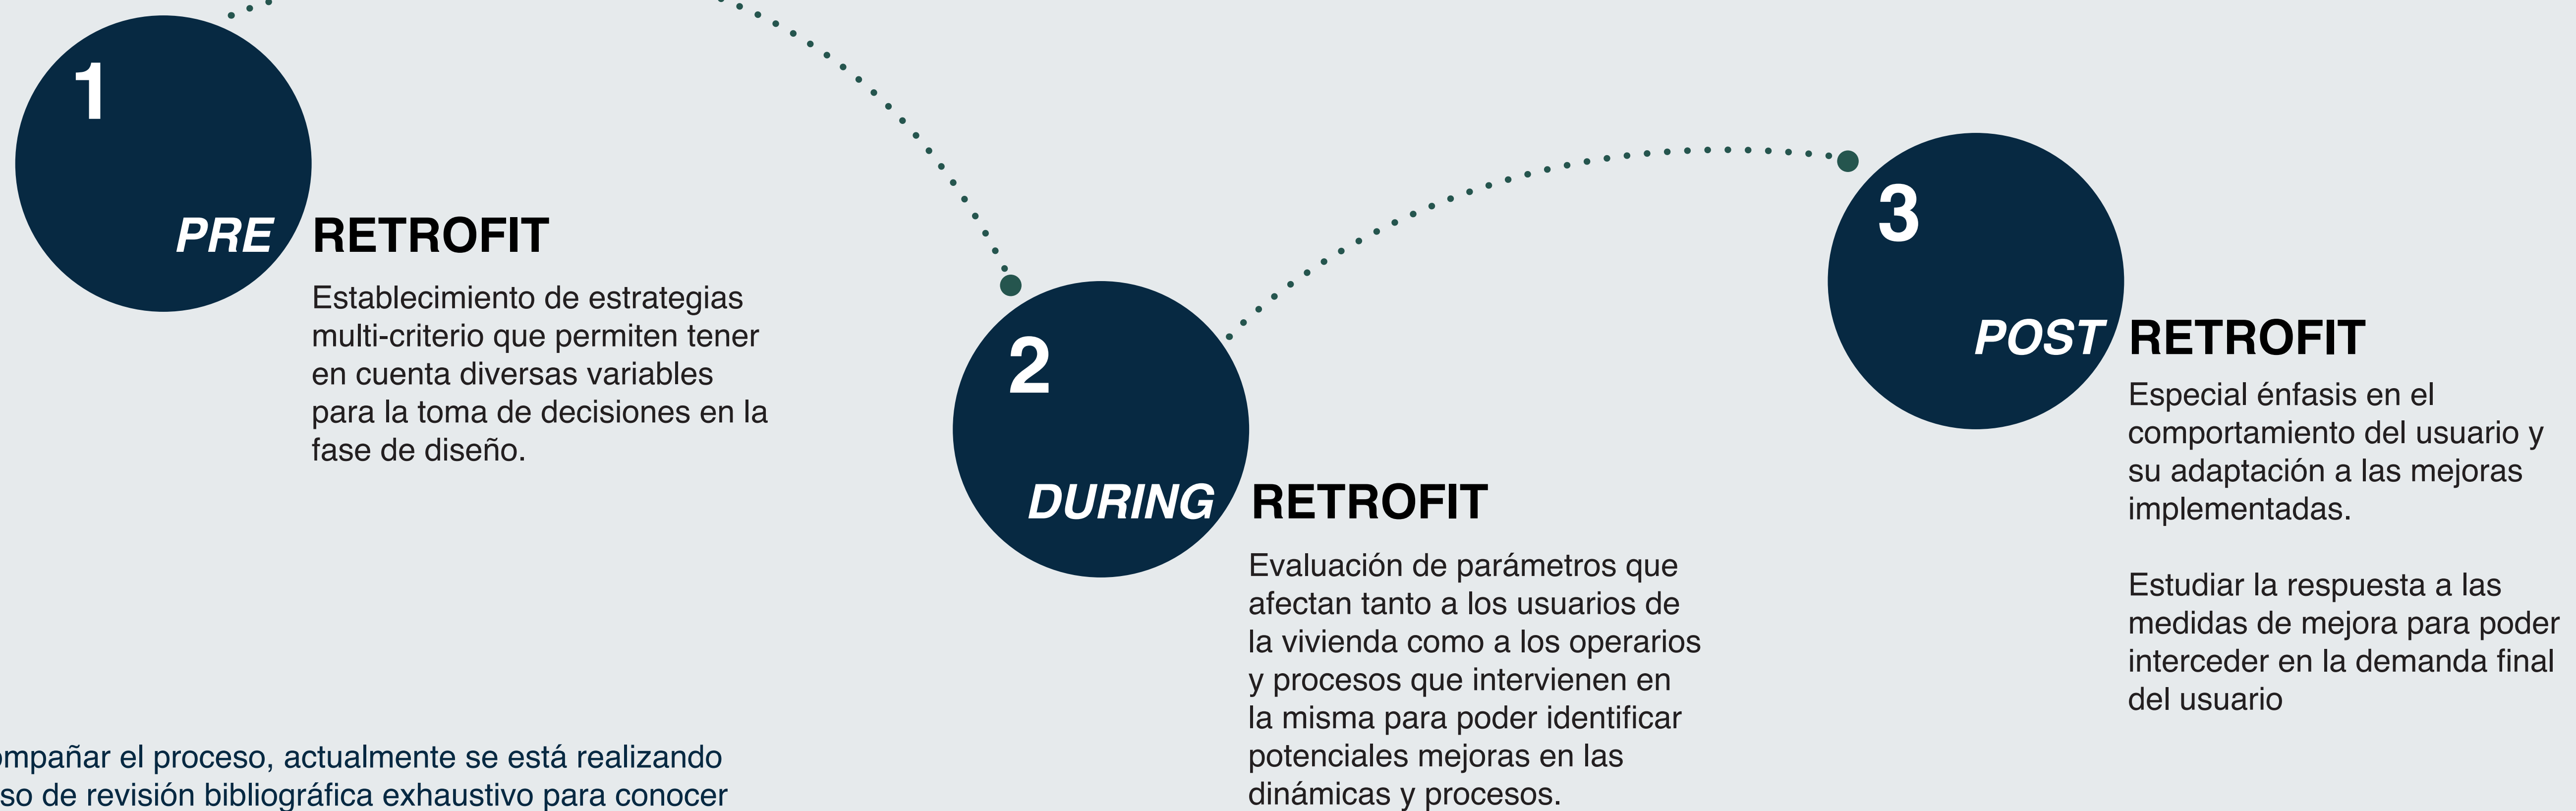 1
PRE RETROFIT
Establecimiento de estrategias
multi-criterio que permiten tener
en cuenta diversas variables
para la toma de decisiones en la
fase de diseño.
2
DURING RETROFIT
Evaluación de parámetros que
afectan tanto a los usuarios de
la vivienda como a los operarios
y procesos que intervienen en
la misma para poder identificar
potenciales mejoras en las
dinámicas y procesos.
3
POST RETROFIT
Especial énfasis en el
comportamiento del usuario y
su adaptación a las mejoras
implementadas.
Estudiar la respuesta a las
medidas de mejora para poder
interceder en la demanda final
del usuario
el proceso, actualmente se está realizando
de revisión bibliográfica exhaustivo para conocer